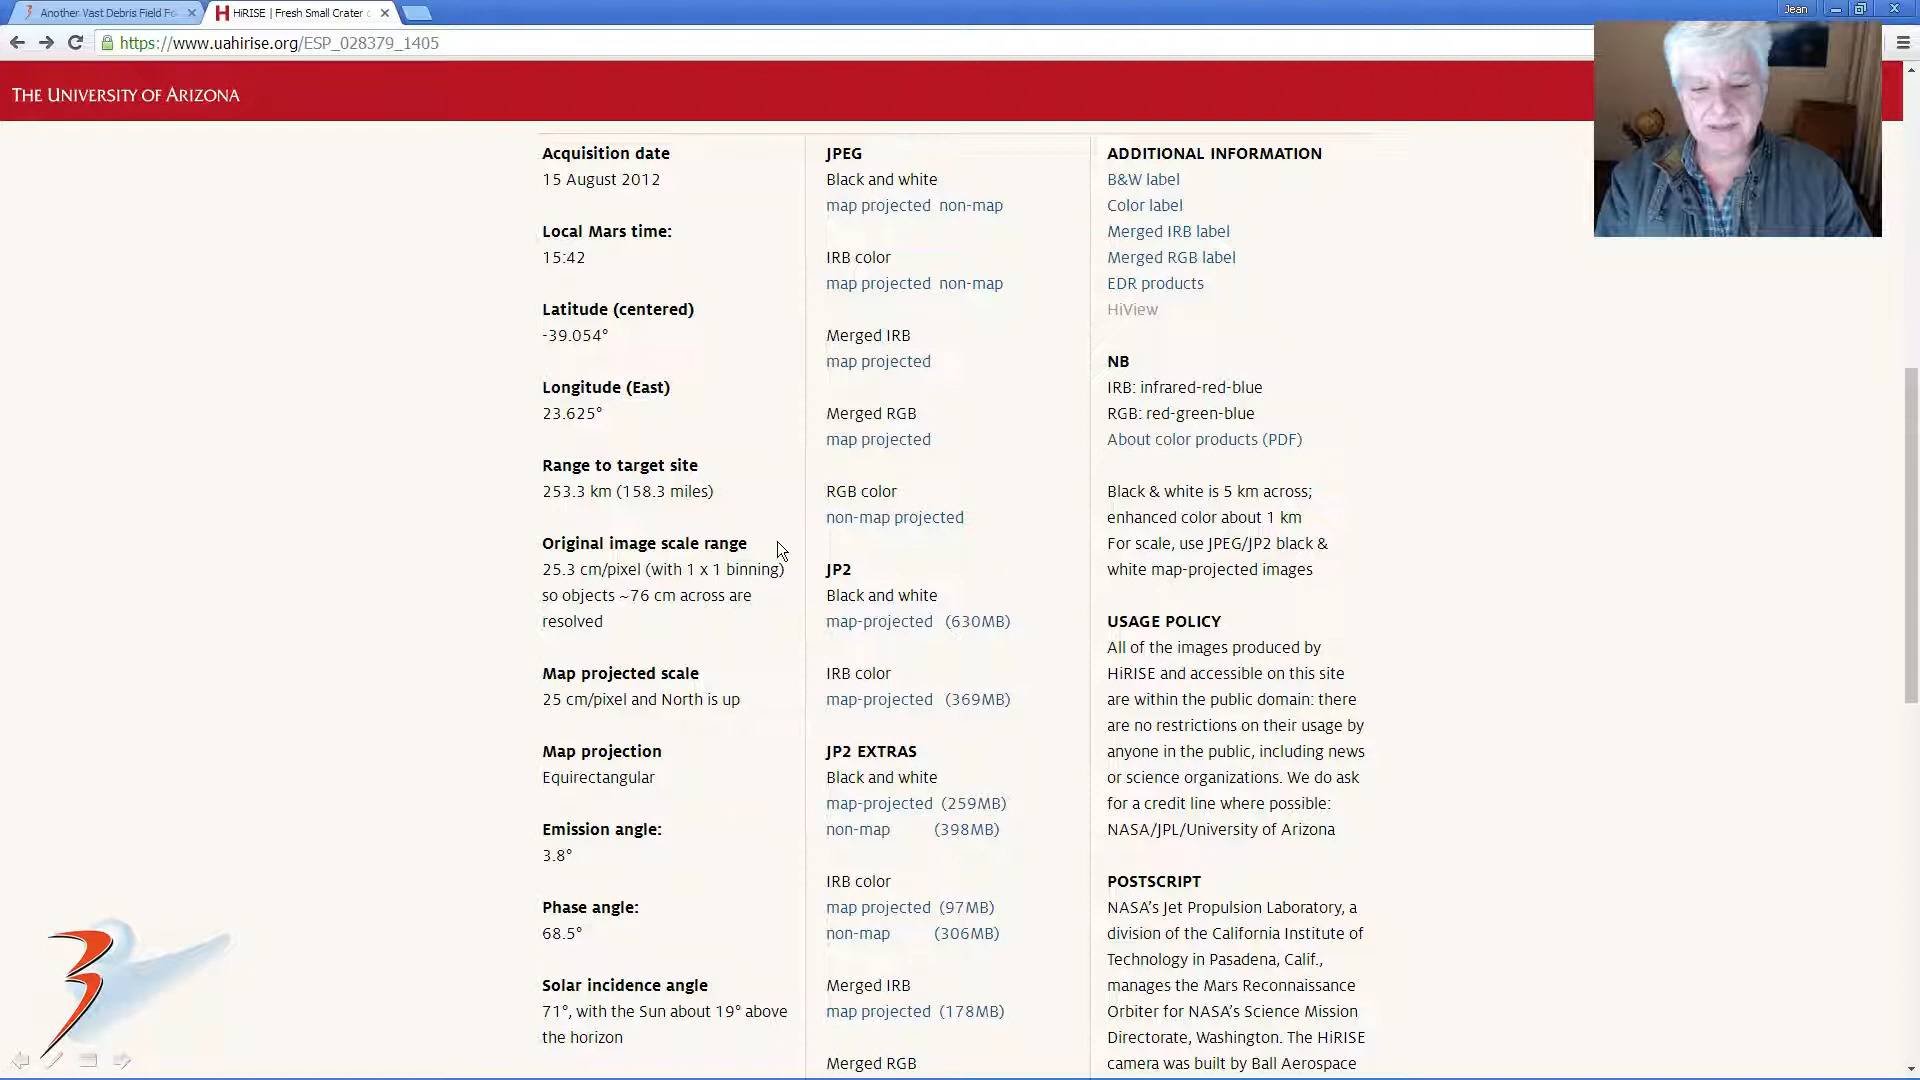 Another Vast Debris Field Fo
HiRISE | Fresh Small Crater
Jean
https://www.uahirise.org/ESP_028379_1405
THE UNIVERSITY OF ARIZONA
Acquisition date
15 August 2012
Local Mars time:
15:42
Latitude (centered)
-39.054°
Longitude (East)
23.625°
Range to target site
253.3 km (158.3 miles)
Original image scale range
25.3 cm/pixel (with 1 x 1 binning)
so objects ~76 cm across are
resolved
Map projected scale
25 cm/pixel and North is up
Map projection
Equirectangular
Emission angle:
3.8°
Phase angle:
68.5°
Solar incidence angle
71°, with the Sun about 19° above
the horizon
JPEG
Black and white
map projected non-map
IRB color
map projected non-map
Merged IRB
map projected
Merged RGB
map projected
RGB color
non-map projected
JP2
Black and white
map-projected (630MB)
IRB color
map-projected (369MB)
JP2 EXTRAS
Black and white
map-projected (259MB)
non-map (398MB)
IRB color
map projected (97MB)
non-map (306MB)
Merged IRB
map projected (178MB)
Merged RGB
ADDITIONAL INFORMATION
B&W label
Color label
Merged IRB label
Merged RGB label
EDR products
HiView
NB
IRB: infrared-red-blue
RGB: red-green-blue
About color products (PDF)
Black & white is 5 km across;
enhanced color about 1 km
For scale, use JPEG/JP2 black &
white map-projected images
USAGE POLICY
All of the images produced by
HiRISE and accessible on this site
are within the public domain: there
are no restrictions on their usage by
anyone in the public, including news
or science organizations. We do ask
for a credit line where possible:
NASA/JPL/University of Arizona
POSTSCRIPT
NASA’s Jet Propulsion Laboratory, a
division of the California Institute of
Technology in Pasadena, Calif.,
manages the Mars Reconnaissance
Orbiter for NASA’s Science Mission
Directorate, Washington. The HiRISE
camera was built by Ball Aerospace